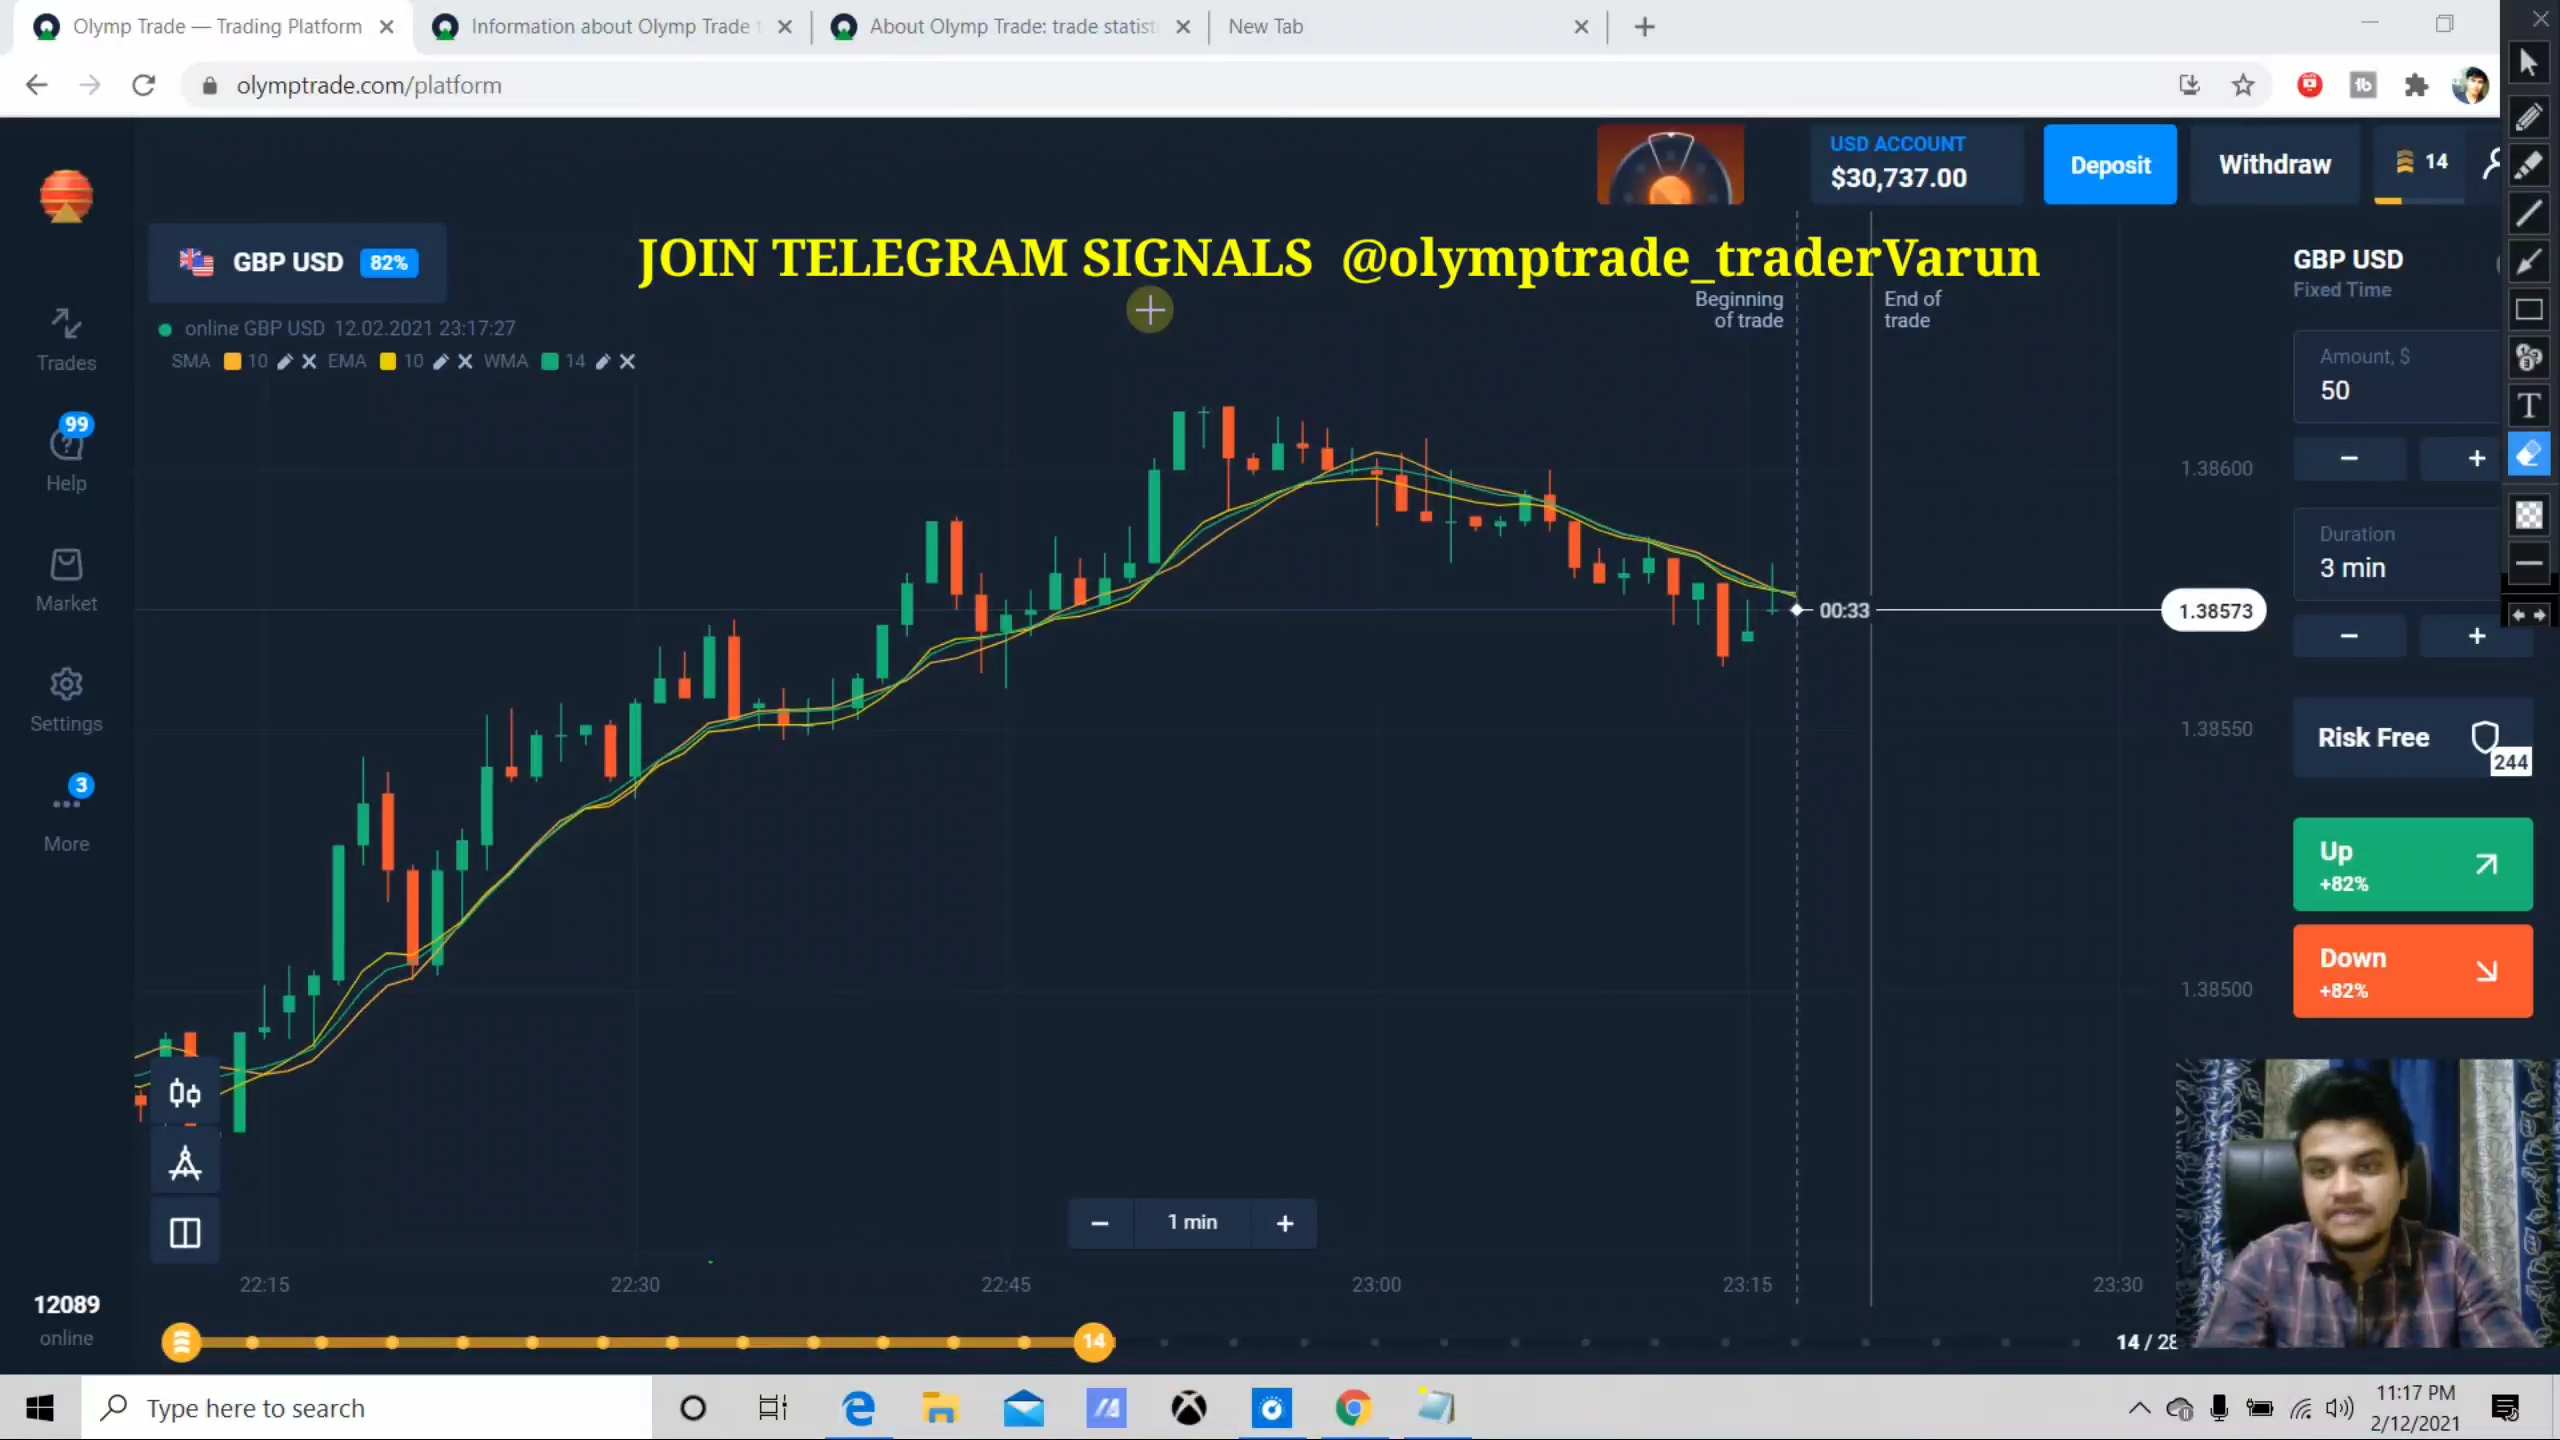 Olymp Trade — Trading Platform
Information about Olymp Trade t
About Olymp Trade: trade statist
New Tab
olymptrade.com/platform
USD ACCOUNT
$30,737.00
Deposit
Withdraw
14
GBP USD 82%
JOIN TELEGRAM SIGNALS @olymptrade_traderVarun
online GBP USD 12.02.2021 23:17:27
SMA 10 EMA 10 WMA 14
Beginning
of trade
End of
trade
Trades
99
Help
Market
Settings
3
More
12089
online
1.38600
00:33
1.38573
1.38550
1.38500
GBP USD
Fixed Time
Amount, $
50
− +
Duration
3 min
− +
Risk Free
244
Up
+82%
Down
+82%
T
− 1 min +
22:15 22:30 22:45 23:00 23:15 23:30
14
14 / 28
Type here to search
11:17 PM
2/12/2021